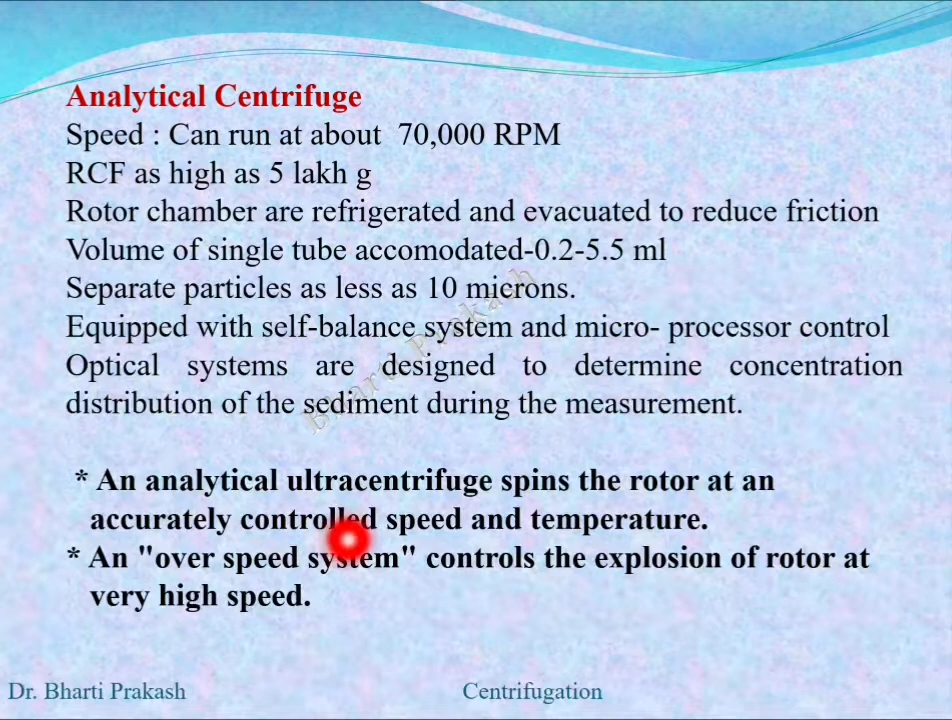 Analytical Centrifuge
Speed : Can run at about 70,000 RPM
RCF as high as 5 lakh g
Rotor chamber are refrigerated and evacuated to reduce friction
Volume of single tube accomodated-0.2-5.5 ml
Separate particles as less as 10 microns.
Equipped with self-balance system and micro- processor control
Optical systems are designed to determine concentration
distribution of the sediment during the measurement.
* An analytical ultracentrifuge spins the rotor at an
accurately controlled speed and temperature.
* An "over speed system" controls the explosion of rotor at
very high speed.
Bharti Prakash
Dr. Bharti Prakash
Centrifugation